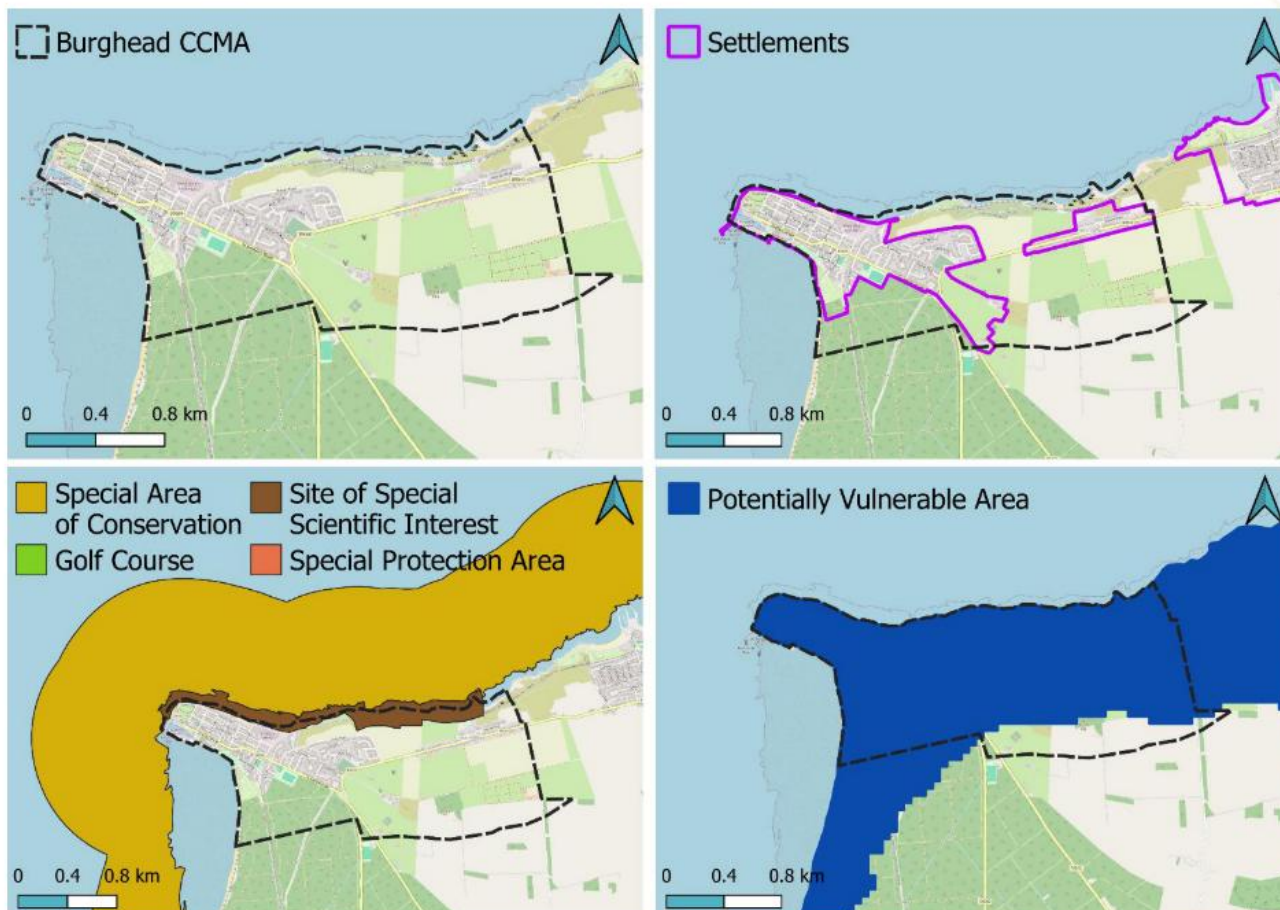 Burghead CCMA
0 0.4 0.8 km
Settlements
0 0.4 0.8 km
Special Area
of Conservation
Golf Course
Site of Special
Scientific Interest
Special Protection Area
0 0.4 0.8 km
Potentially Vulnerable Area
0 0.4 0.8 km